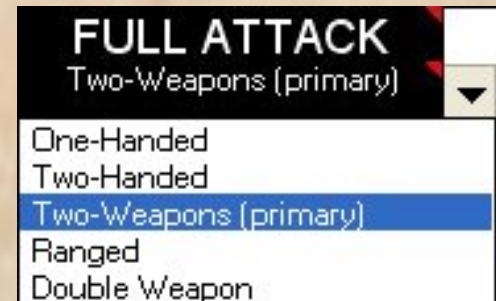 FULL ATTACK
Two-Weapons (primary)
One-Handed
Two-Handed
Two-Weapons (primary)
Ranged
Double Weapon